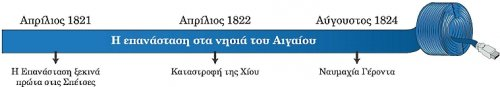 Απρίλιος 1821
Απρίλιος 1822
Αύγουστος 1824
Η επανάσταση στα νησιά του Αιγαίου
Η Επανάσταση ξεκινά
πρώτα στις Σπέτσες
Καταστροφή της Χίου
Ναυμαχία Γέροντα